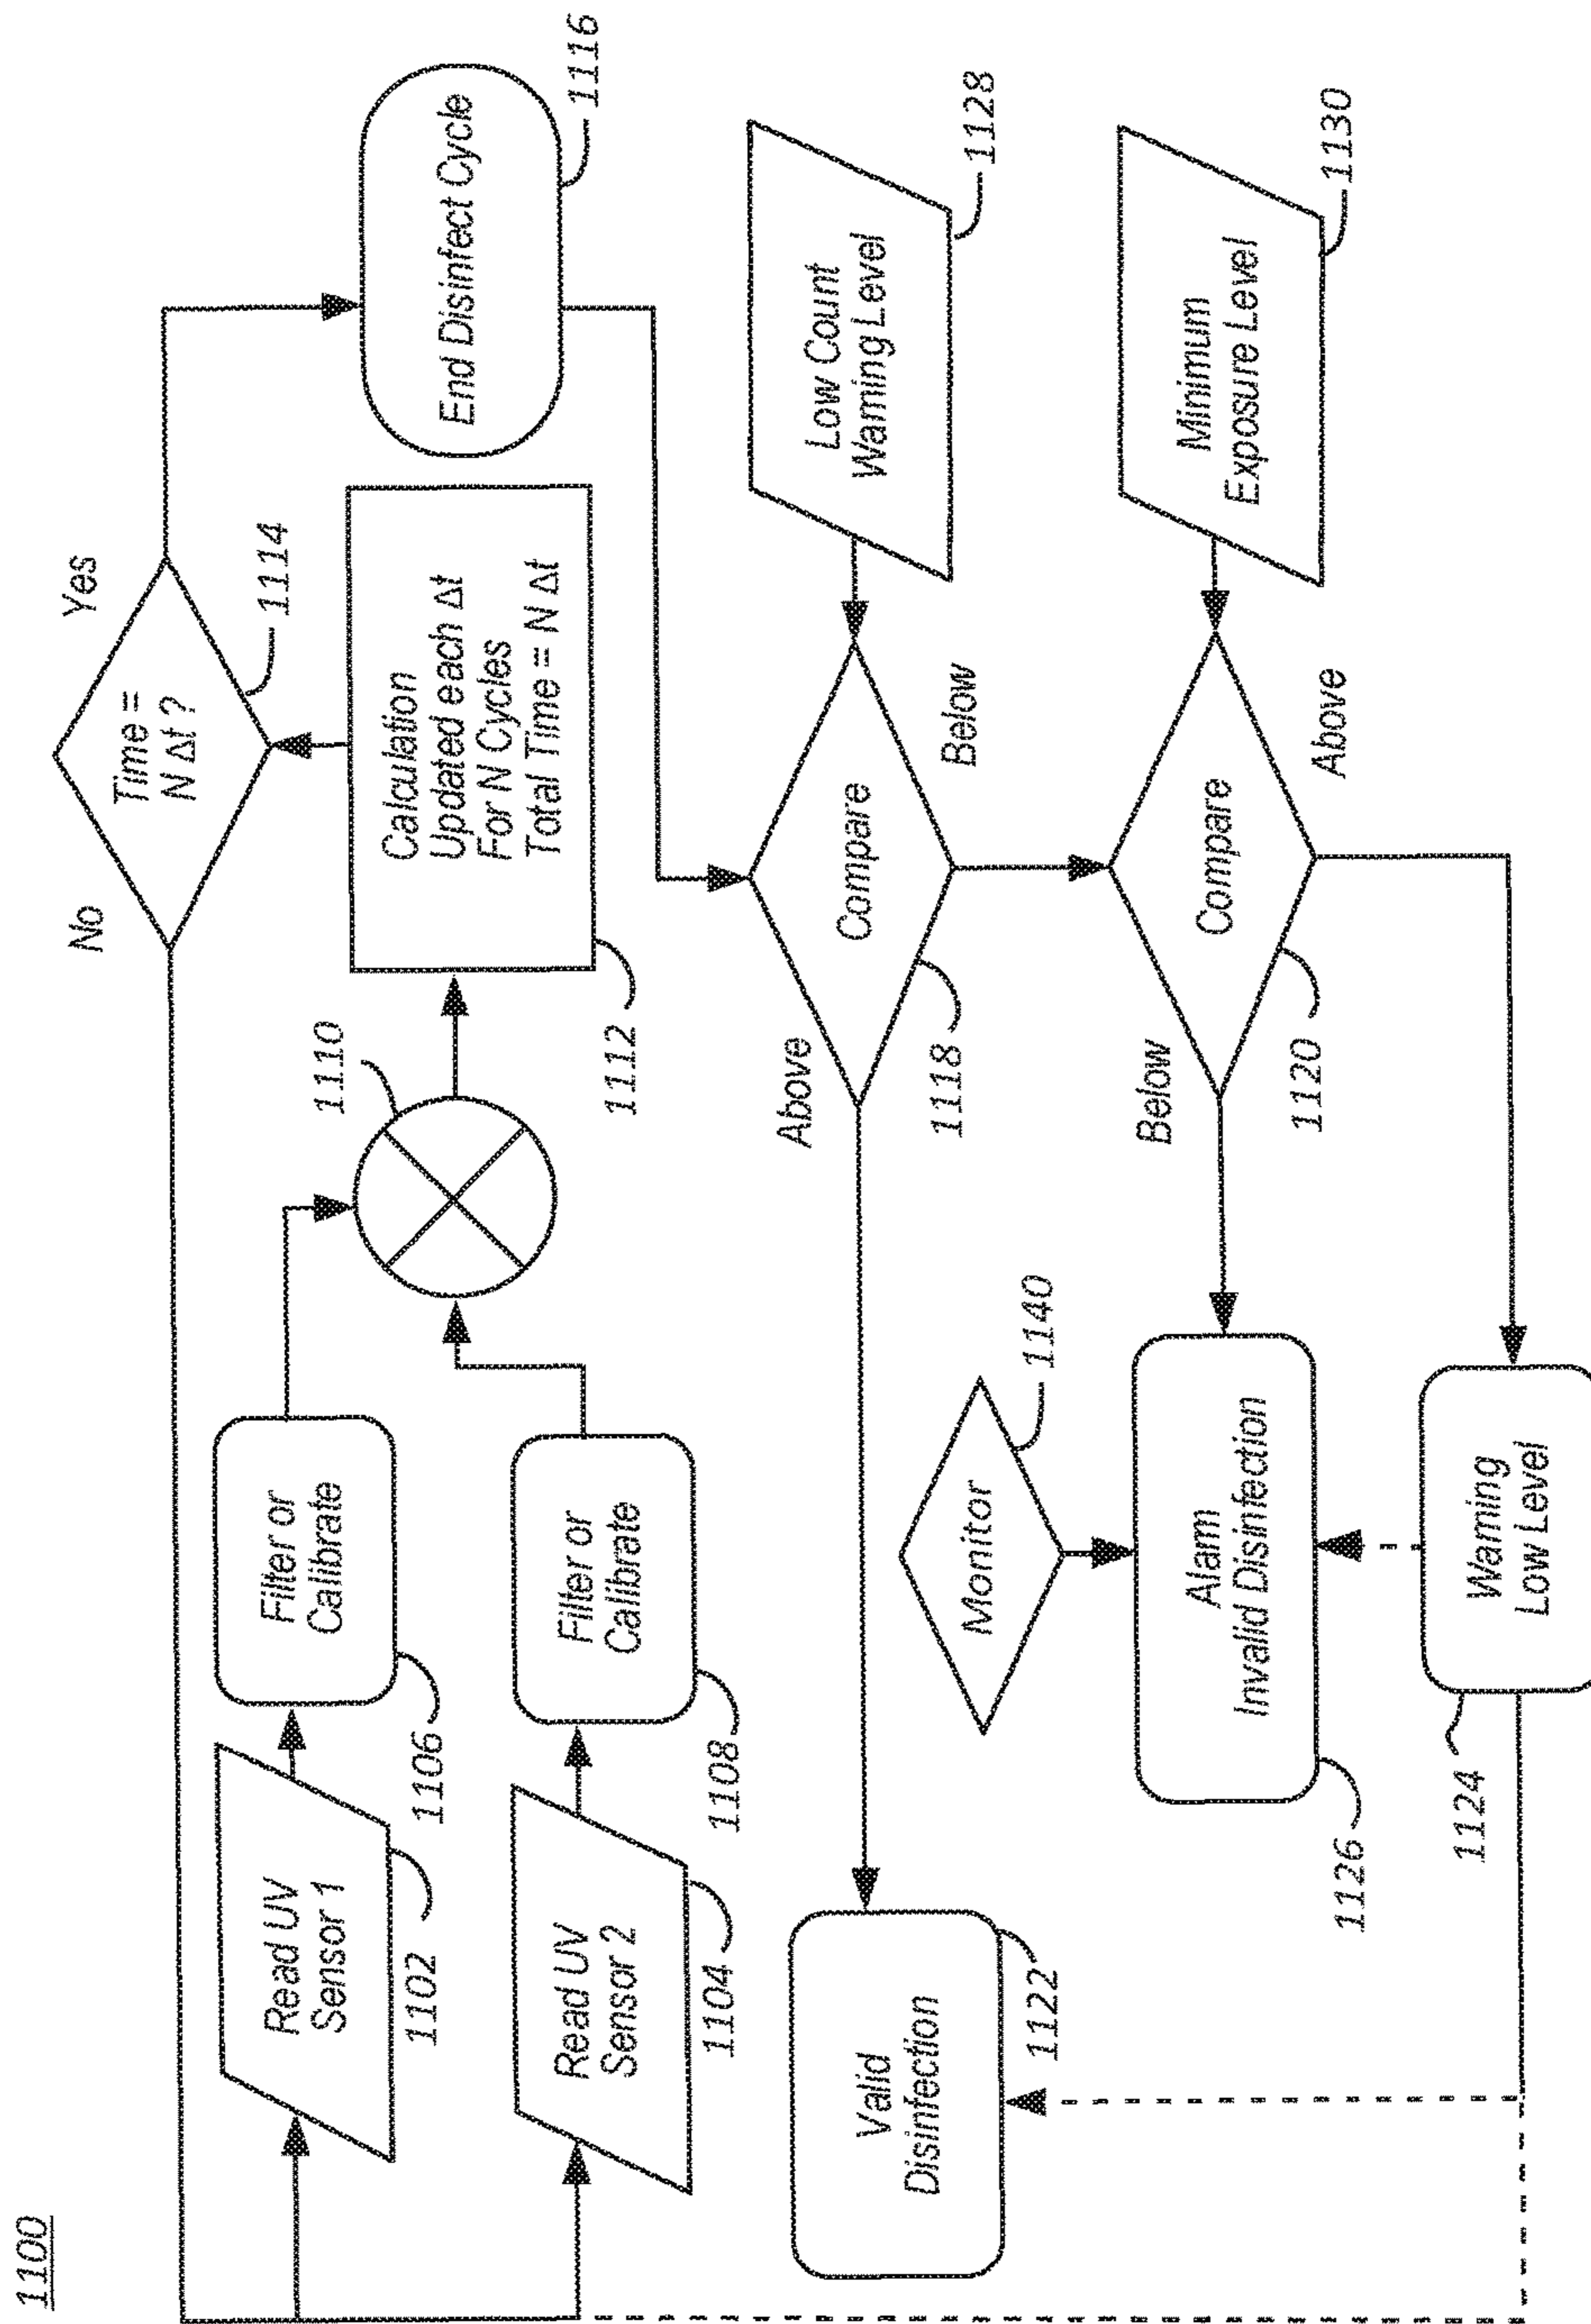 1100
No
Yes
Time =
N Δt ?
1114
Read UV
Sensor 1
1102
Filter or
Calibrate
1106
Read UV
Sensor 2
1104
Filter or
Calibrate
1108
1110
Calculation
Updated each Δt
For N Cycles
Total Time = N Δt
1112
End Disinfect Cycle
1116
Valid
Disinfection
1122
Above
Compare
1118
Below
Low Count
Warning Level
1128
Monitor
1140
Alarm
Invalid Disinfection
1126
Below
Compare
1120
Above
Minimum
Exposure Level
1130
Warning
Low Level
1124